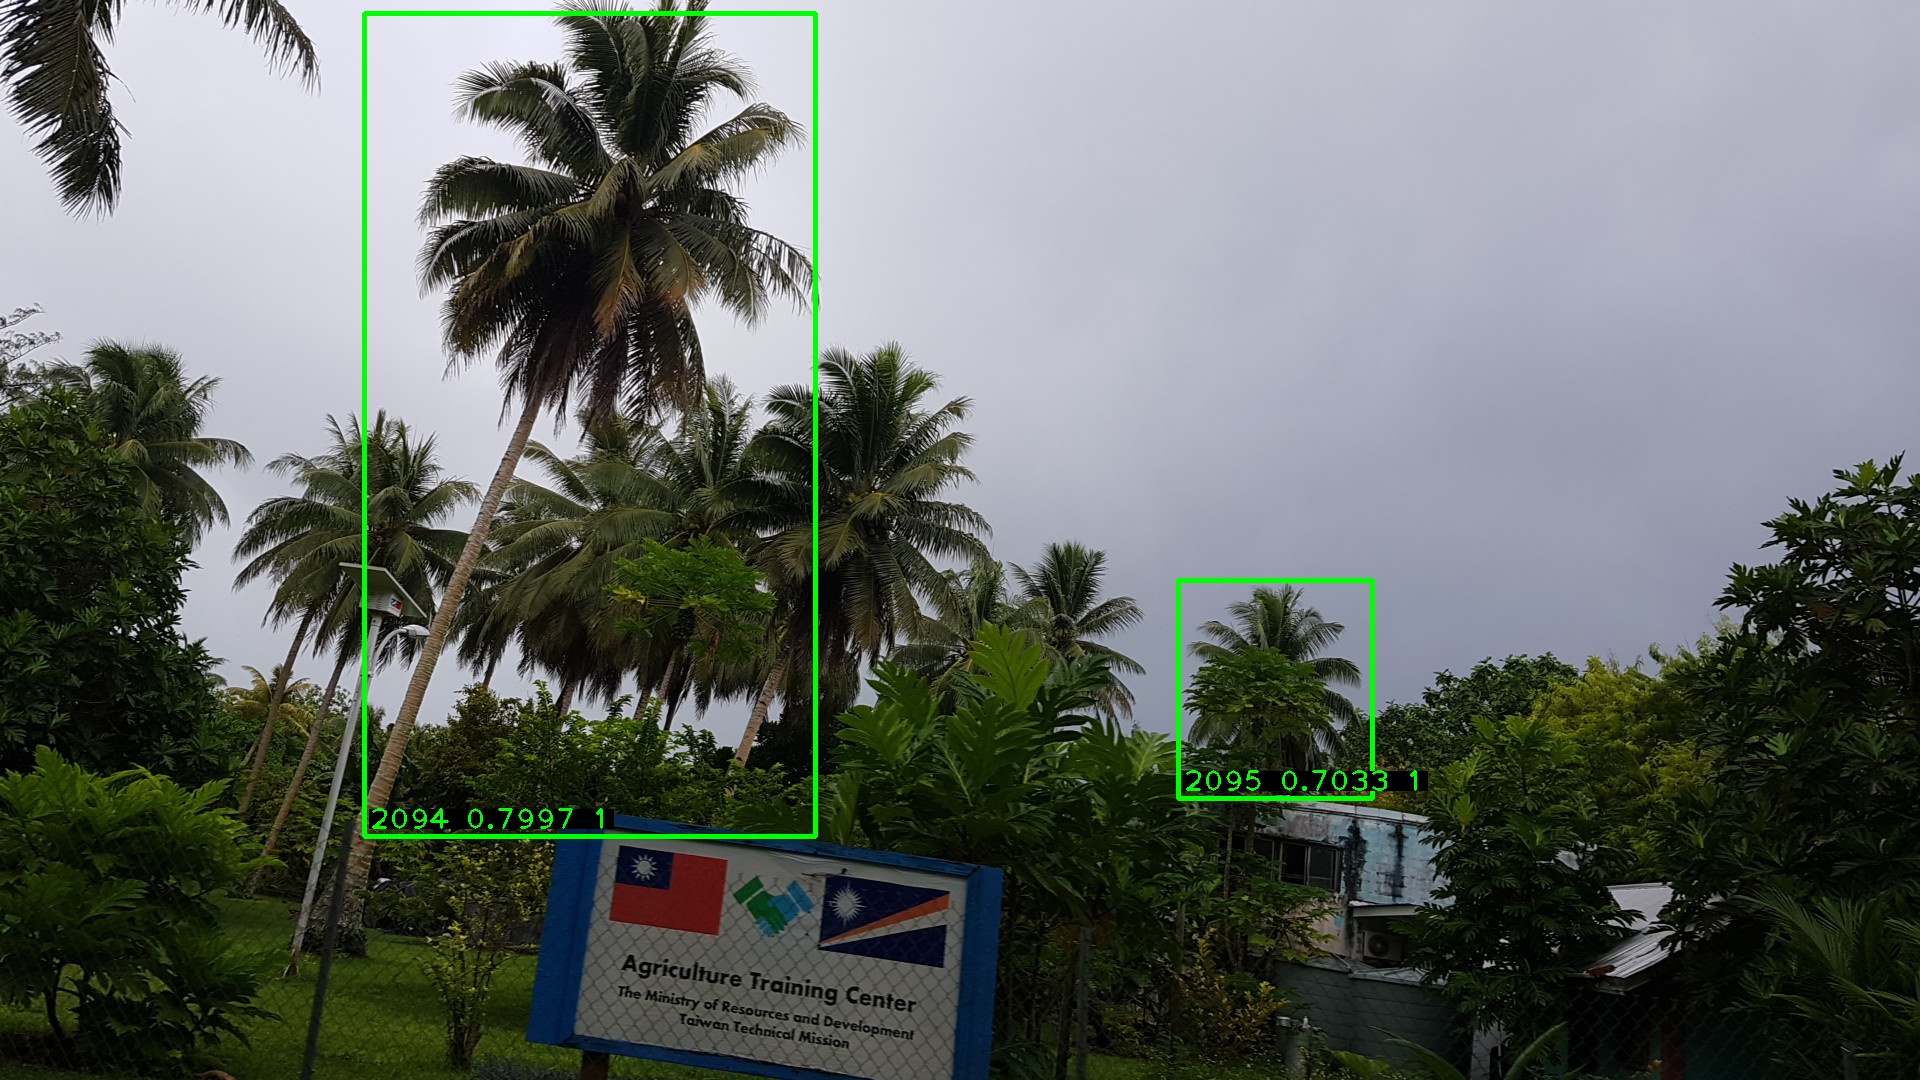 2095 0.7033 1
2094 0.7997 1
Agriculture Training Center
The Ministry of Resources and Development
Taiwan Technical Mission